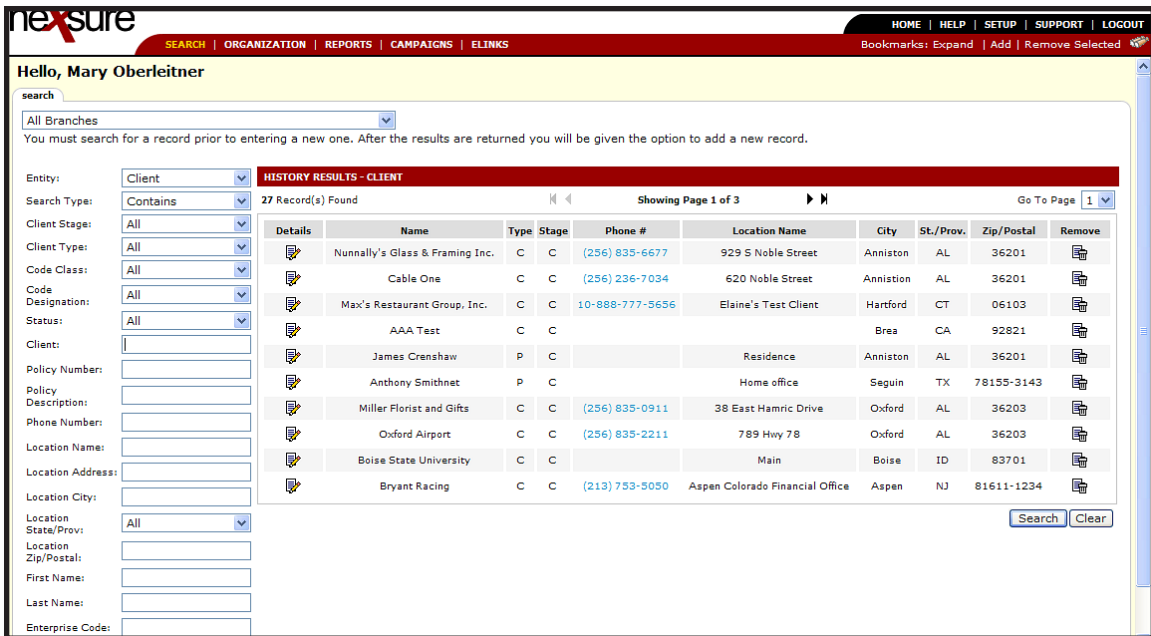 nexsure
HOME | HELP | SETUP | SUPPORT | LOGOUT
SEARCH | ORGANIZATION | REPORTS | CAMPAIGNS | ELINKS
Bookmarks: Expand | Add | Remove Selected
Hello, Mary Oberleitner
search
All Branches
You must search for a record prior to entering a new one. After the results are returned you will be given the option to add a new record.
Entity: Client
Search Type: Contains
Client Stage: All
Client Type: All
Code Class: All
Code Designation: All
Status: All
Client:
Policy Number:
Policy Description:
Phone Number:
Location Name:
Location Address:
Location City:
Location State/Prov: All
Location Zip/Postal:
First Name:
Last Name:
Enterprise Code:
HISTORY RESULTS - CLIENT
27 Record(s) Found Showing Page 1 of 3 Go To Page 1
Details Name Type Stage Phone # Location Name City St./Prov. Zip/Postal Remove
Nunnally's Glass & Framing Inc. C C (256) 835-6677 929 S Noble Street Anniston AL 36201
Cable One C C (256) 236-7034 620 Noble Street Annistion AL 36201
Max's Restaurant Group, Inc. C C 10-888-777-5656 Elaine's Test Client Hartford CT 06103
AAA Test C C Brea CA 92821
James Crenshaw P C Residence Anniston AL 36201
Anthony Smithnet P C Home office Seguin TX 78155-3143
Miller Florist and Gifts C C (256) 835-0911 38 East Hamric Drive Oxford AL 36203
Oxford Airport C C (256) 835-2211 789 Hwy 78 Oxford AL 36203
Boise State University C C Main Boise ID 83701
Bryant Racing C C (213) 753-5050 Aspen Colorado Financial Office Aspen NJ 81611-1234
Search Clear